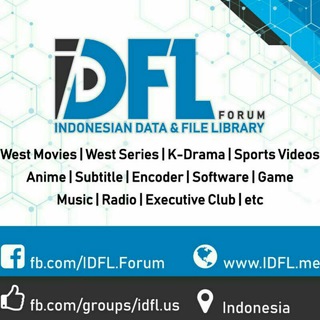 iDFL
FORUM
INDONESIAN DATA & FILE LIBRARY
West Movies | West Series | K-Drama | Sports Videos
Anime | Subtitle | Encoder | Software | Game
Music | Radio | Executive Club | etc
fb.com/IDFL.Forum
www.IDFL.me
fb.com/groups/idfl.us
Indonesia